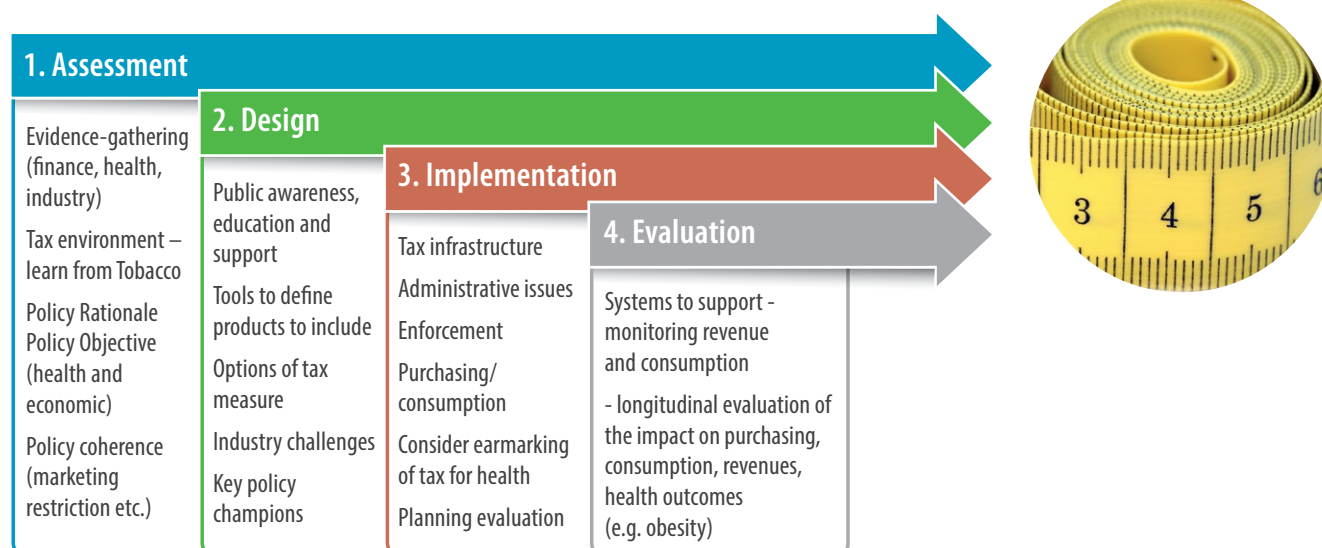 1. Assessment
Evidence-gathering
(finance, health,
industry)
Tax environment –
learn from Tobacco
Policy Rationale
Policy Objective
(health and
economic)
Policy coherence
(marketing
restriction etc.)
2. Design
Public awareness,
education and
support
Tools to define
products to include
Options of tax
measure
Industry challenges
Key policy
champions
3. Implementation
Tax infrastructure
Administrative issues
Enforcement
Purchasing/
consumption
Consider earmarking
of tax for health
Planning evaluation
4. Evaluation
Systems to support -
monitoring revenue
and consumption
- longitudinal evaluation of
the impact on purchasing,
consumption, revenues,
health outcomes
(e.g. obesity)
3 4 5 6